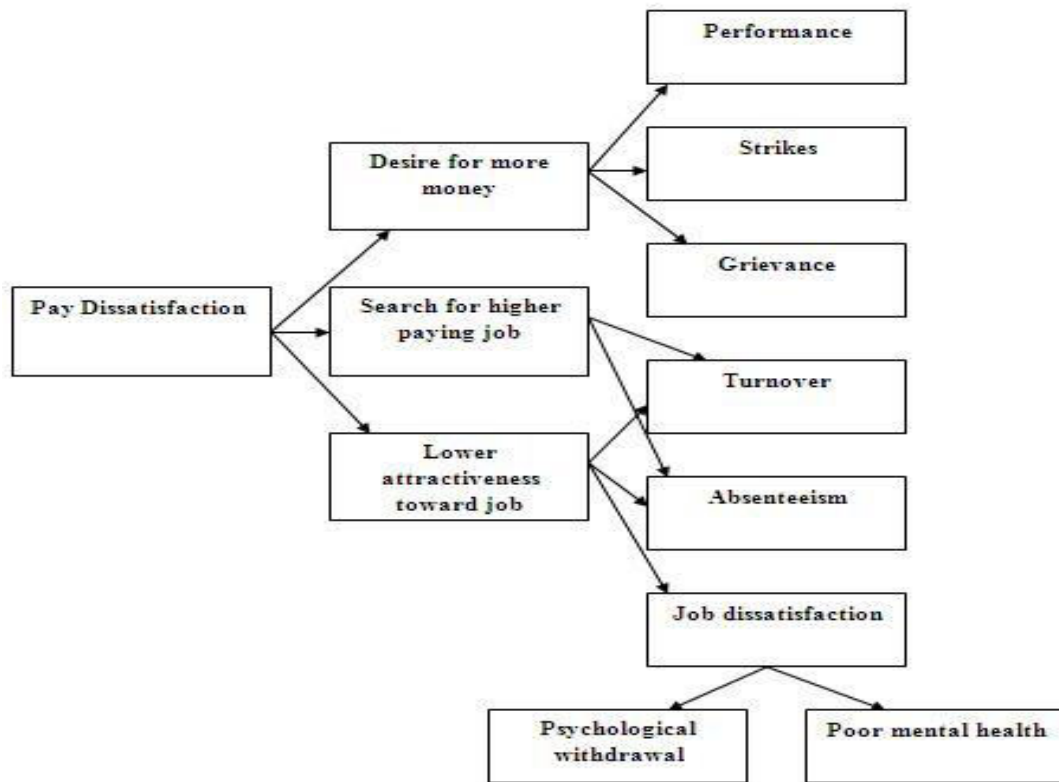 Performance
Desire for more
money
Strikes
Grievance
Pay Dissatisfaction
Search for higher
paying job
Turnover
Lower
attractiveness
toward job
Absenteeism
Job dissatisfaction
Psychological
withdrawal
Poor mental health